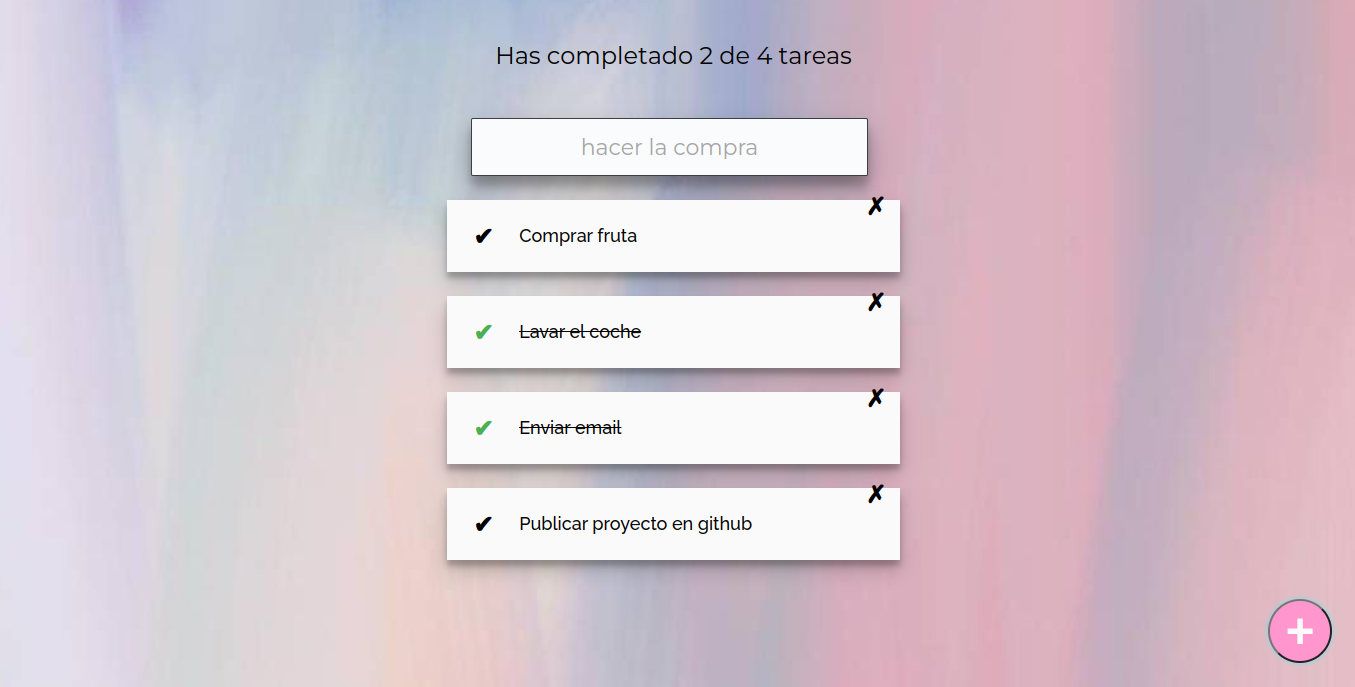 Has completado 2 de 4 tareas
hacer la compra
✔ Comprar fruta ✗
✔ Lavar el coche ✗
✔ Enviar email ✗
✔ Publicar proyecto en github ✗
+